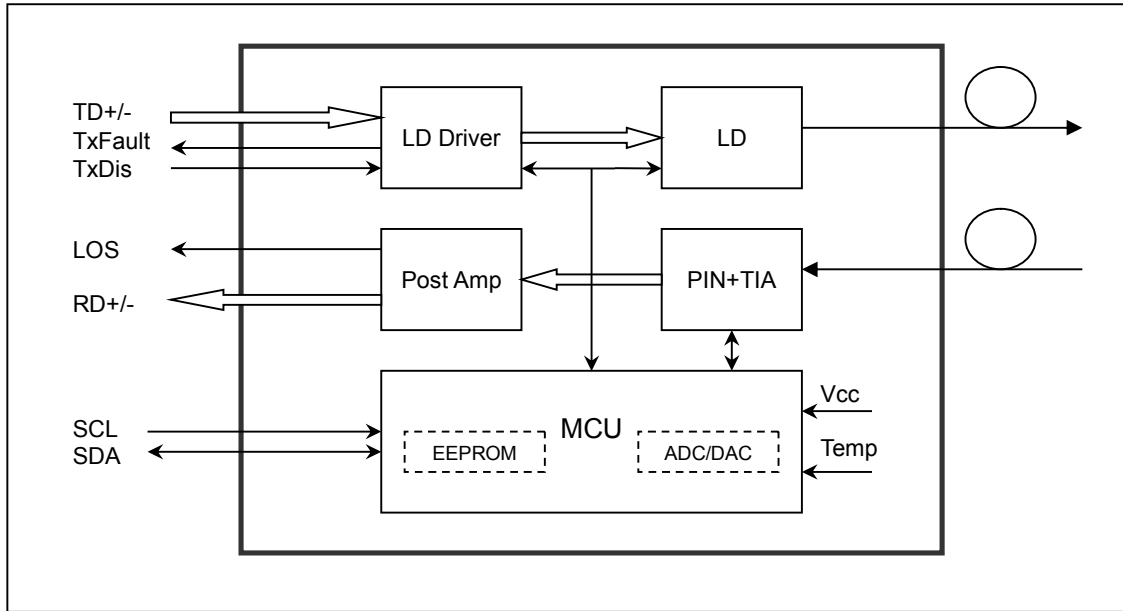 TD+/-
TxFault
TxDis
LD Driver
LD
LOS
RD+/-
Post Amp
PIN+TIA
SCL
SDA
MCU
EEPROM
ADC/DAC
Vcc
Temp